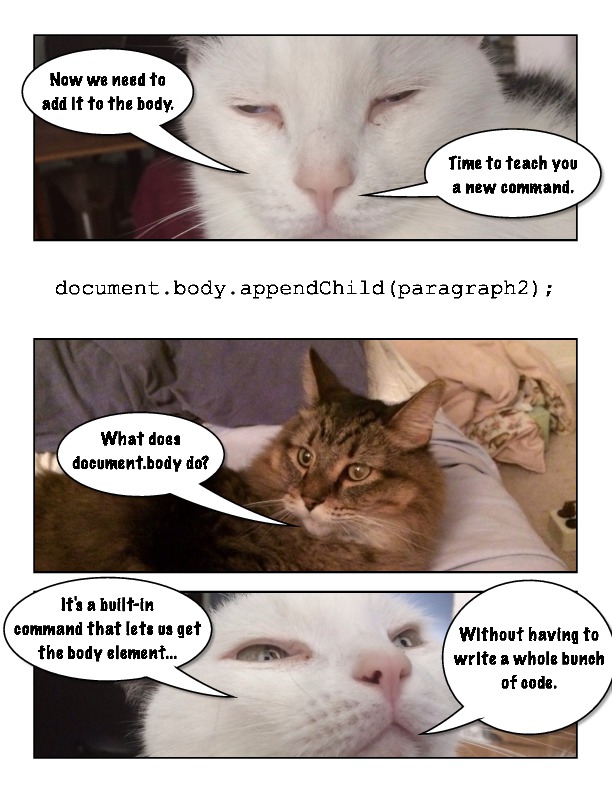 Now we need to
add it to the body.
Time to teach you
a new command.
document.body.appendChild(paragraph2);
What does
document.body do?
It's a built-in
command that lets us get
the body element...
Without having to
write a whole bunch
of code.